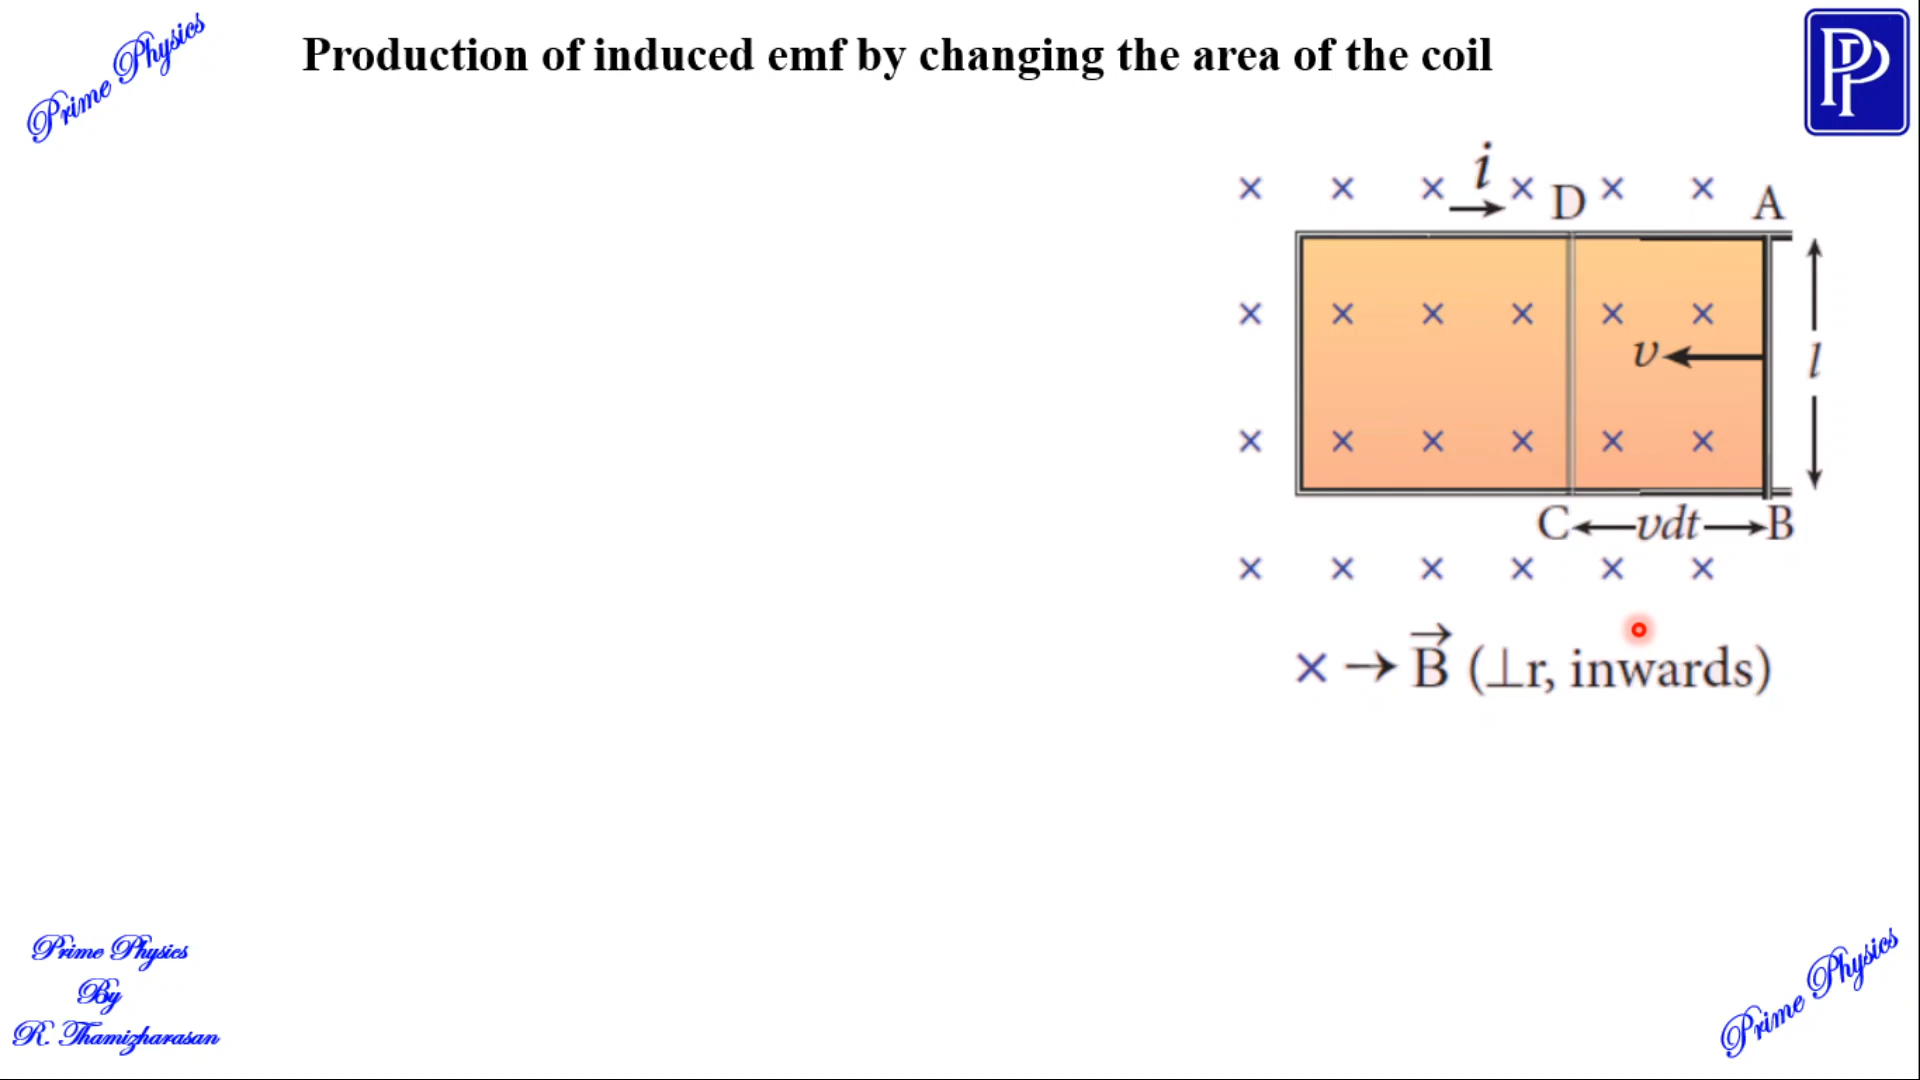 Prime Physics
Production of induced emf by changing the area of the coil
PP
i
D
A
v
l
C
vdt
B
× → B⃗ (⊥r, inwards)
Prime Physics
By
R. Thamizharasan
Prime Physics